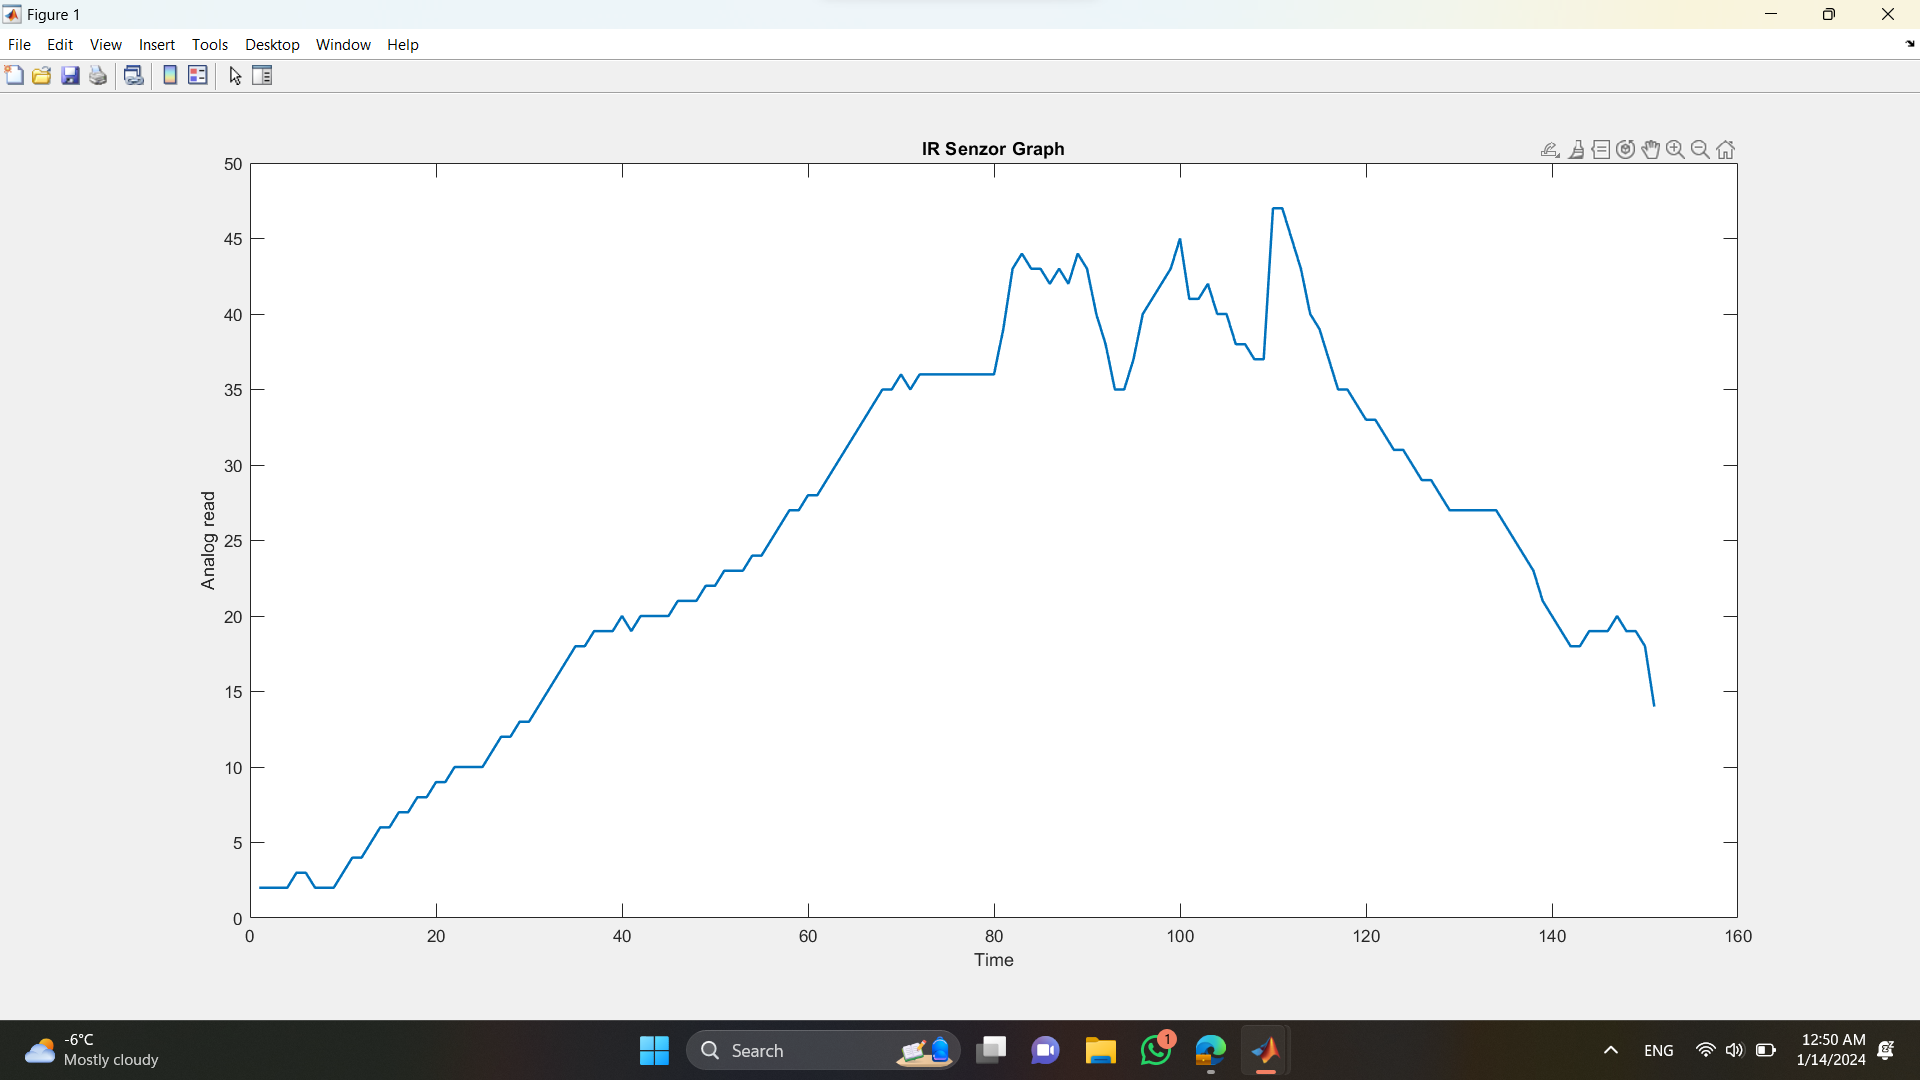 Figure 1
File Edit View Insert Tools Desktop Window Help
IR Senzor Graph
50
45
40
35
30
25
20
15
10
5
0
Analog read
0 20 40 60 80 100 120 140 160
Time
-6°C
Mostly cloudy
Search
1
ENG
12:50 AM
1/14/2024